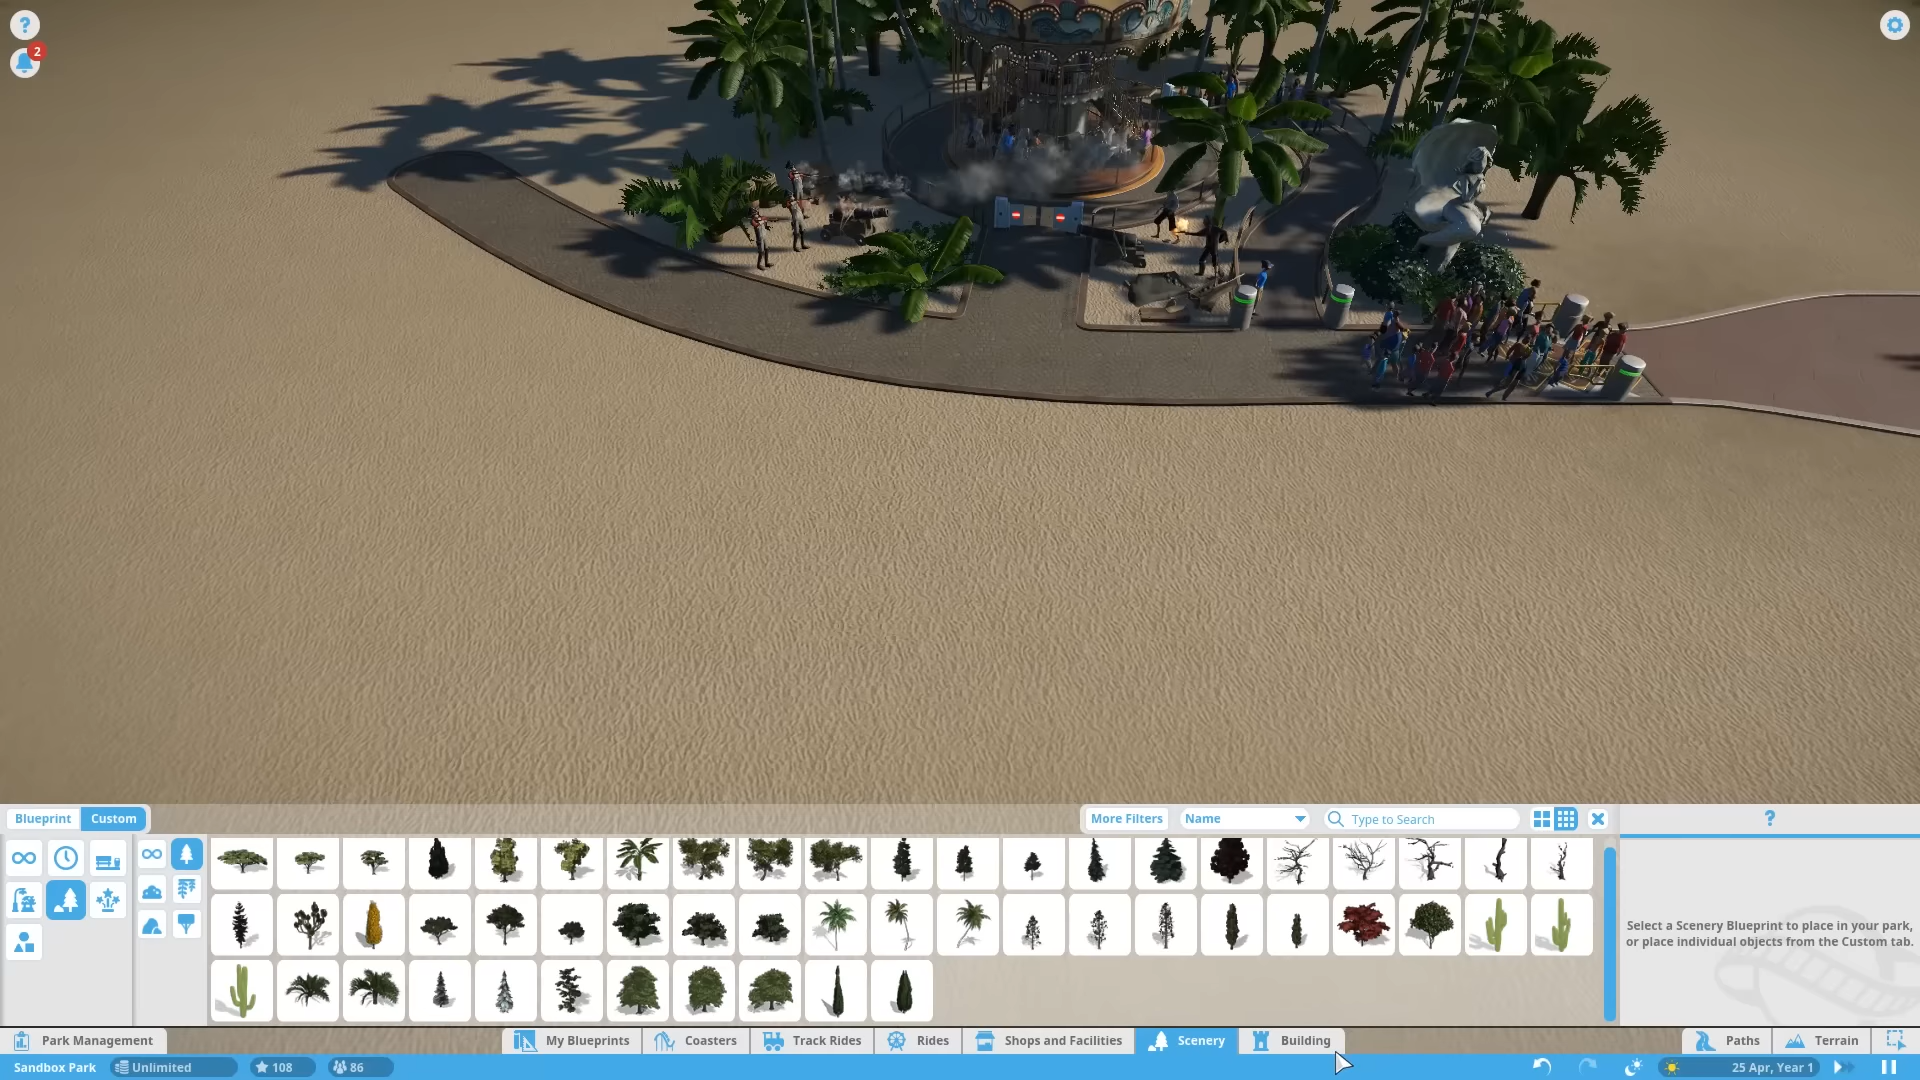 ?
2
Blueprint
Custom
More Filters
Name
Type to Search
?
Select a Scenery Blueprint to place in your park,
or place individual objects from the Custom tab.
Park Management
My Blueprints
Coasters
Track Rides
Rides
Shops and Facilities
Scenery
Building
Paths
Terrain
Sandbox Park
Unlimited
108
86
25 Apr, Year 1